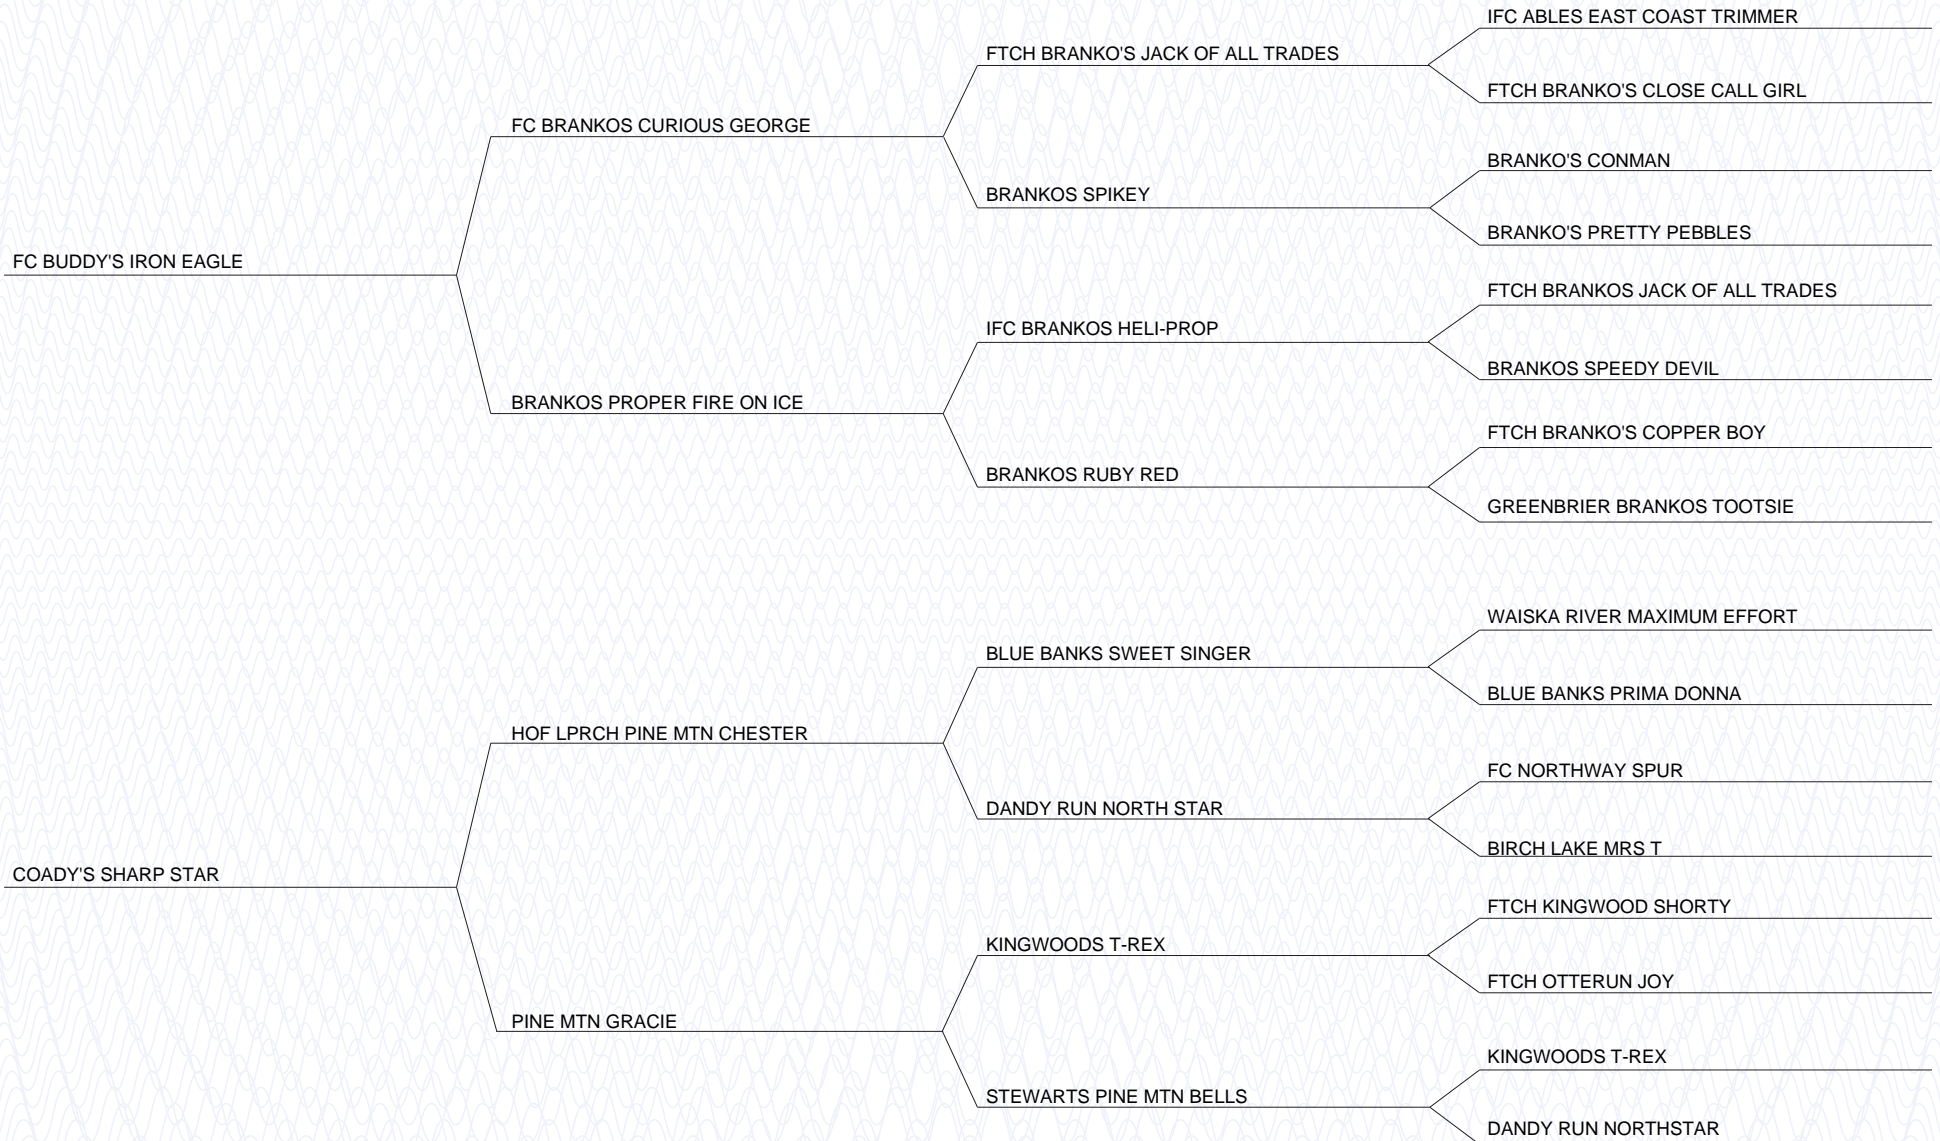 IFC ABLES EAST COAST TRIMMER
FTCH BRANKO'S JACK OF ALL TRADES
FTCH BRANKO'S CLOSE CALL GIRL
FC BRANKOS CURIOUS GEORGE
BRANKO'S CONMAN
BRANKOS SPIKEY
BRANKO'S PRETTY PEBBLES
FC BUDDY'S IRON EAGLE
FTCH BRANKOS JACK OF ALL TRADES
IFC BRANKOS HELI-PROP
BRANKOS SPEEDY DEVIL
BRANKOS PROPER FIRE ON ICE
FTCH BRANKO'S COPPER BOY
BRANKOS RUBY RED
GREENBRIER BRANKOS TOOTSIE
WAISKA RIVER MAXIMUM EFFORT
BLUE BANKS SWEET SINGER
BLUE BANKS PRIMA DONNA
HOF LPRCH PINE MTN CHESTER
FC NORTHWAY SPUR
DANDY RUN NORTH STAR
BIRCH LAKE MRS T
COADY'S SHARP STAR
FTCH KINGWOOD SHORTY
KINGWOODS T-REX
FTCH OTTERUN JOY
PINE MTN GRACIE
KINGWOODS T-REX
STEWARTS PINE MTN BELLS
DANDY RUN NORTHSTAR